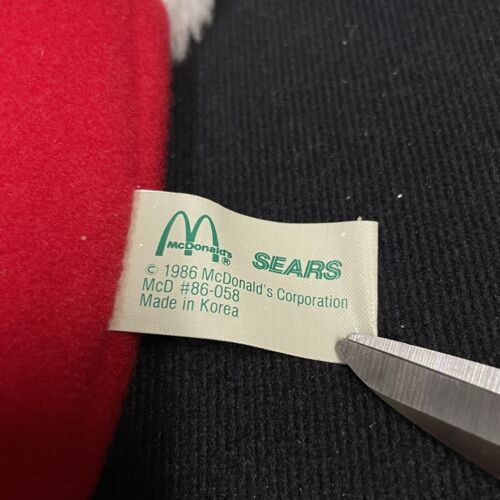 McDonald's ®
SEARS
© 1986 McDonald's Corporation
McD #86-058
Made in Korea